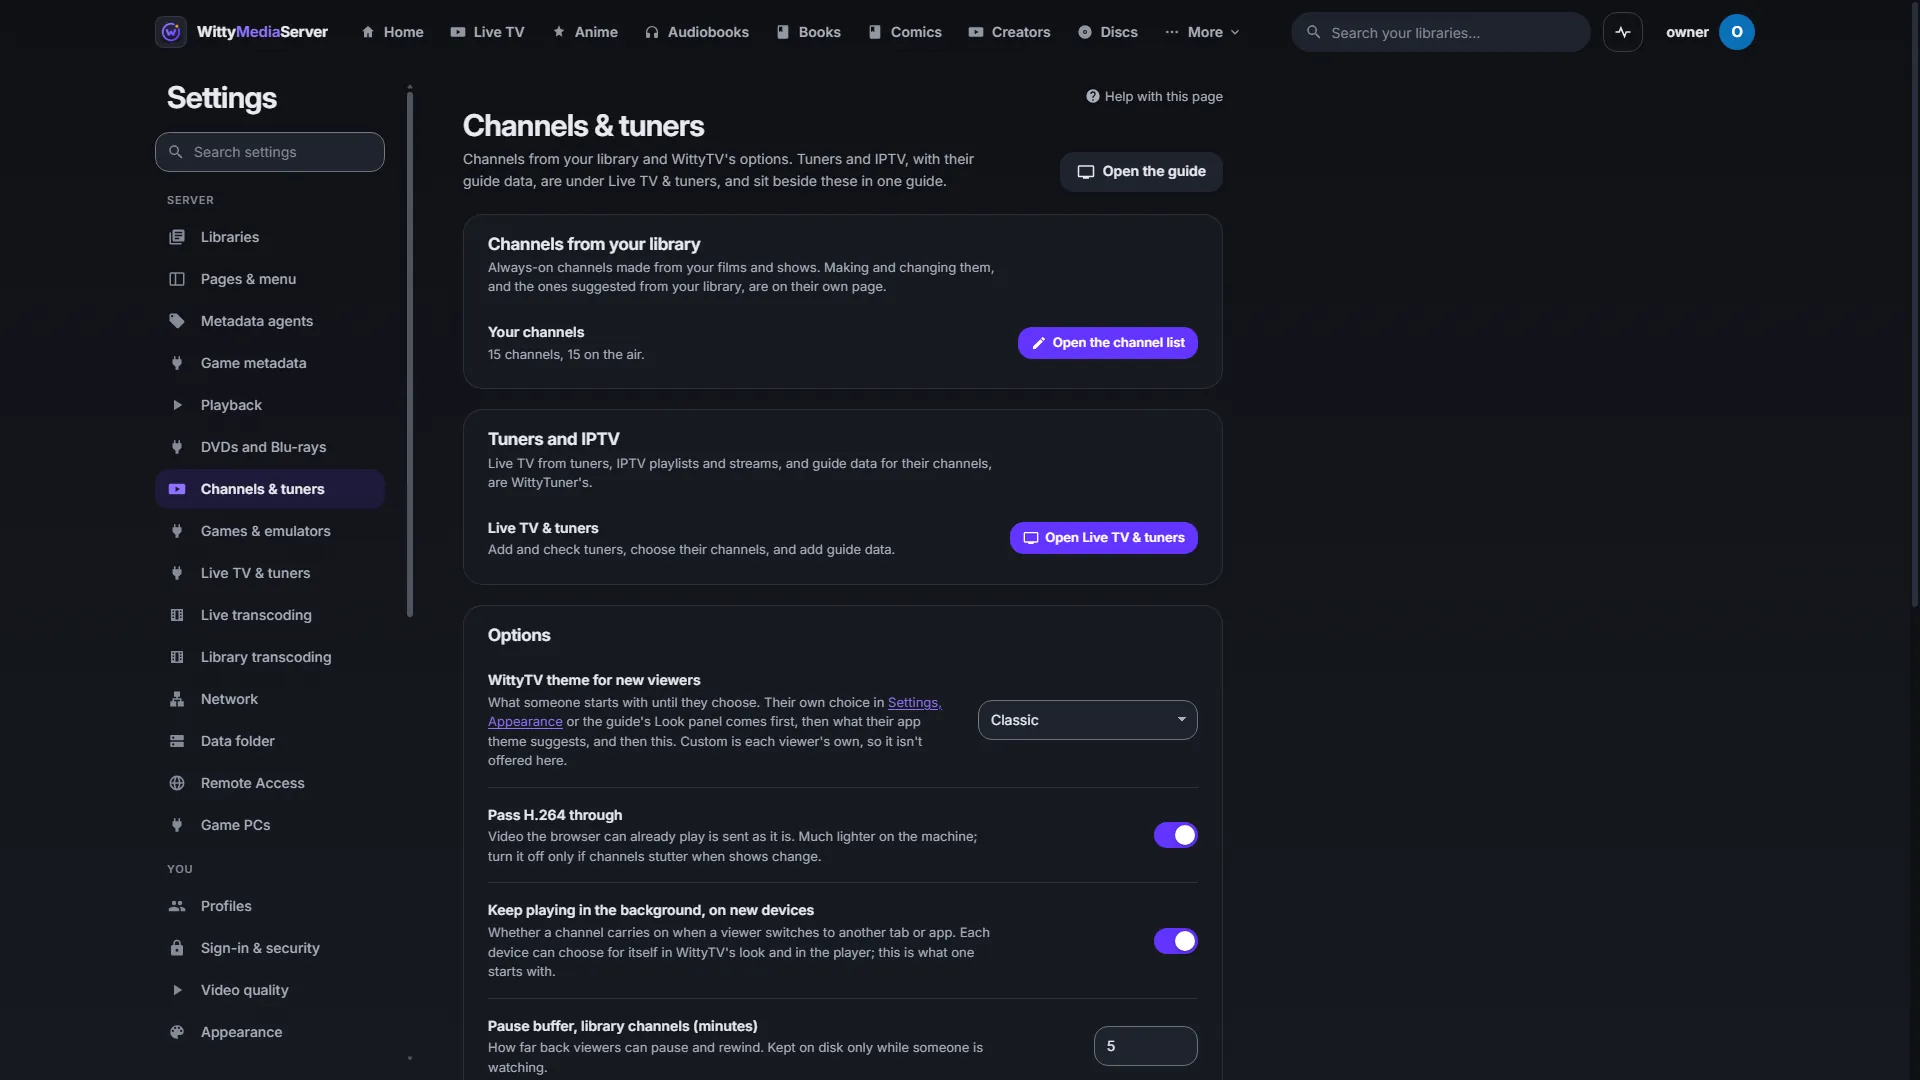 WittyMediaServer
Home
Live TV
Anime
Audiobooks
Books
Comics
Creators
Discs
More
Search your libraries...
owner
O
Settings
Search settings
SERVER
Libraries
Pages & menu
Metadata agents
Game metadata
Playback
DVDs and Blu-rays
Channels & tuners
Games & emulators
Live TV & tuners
Live transcoding
Library transcoding
Network
Data folder
Remote Access
Game PCs
YOU
Profiles
Sign-in & security
Video quality
Appearance
Help with this page
Channels & tuners
Channels from your library and WittyTV's options. Tuners and IPTV, with their
guide data, are under Live TV & tuners, and sit beside these in one guide.
Open the guide
Channels from your library
Always-on channels made from your films and shows. Making and changing them,
and the ones suggested from your library, are on their own page.
Your channels
15 channels, 15 on the air.
Open the channel list
Tuners and IPTV
Live TV from tuners, IPTV playlists and streams, and guide data for their channels,
are WittyTuner's.
Live TV & tuners
Add and check tuners, choose their channels, and add guide data.
Open Live TV & tuners
Options
WittyTV theme for new viewers
What someone starts with until they choose. Their own choice in Settings,
Appearance or the guide's Look panel comes first, then what their app
theme suggests, and then this. Custom is each viewer's own, so it isn't
offered here.
Classic
Pass H.264 through
Video the browser can already play is sent as it is. Much lighter on the machine;
turn it off only if channels stutter when shows change.
Keep playing in the background, on new devices
Whether a channel carries on when a viewer switches to another tab or app. Each
device can choose for itself in WittyTV's look and in the player; this is what one
starts with.
Pause buffer, library channels (minutes)
How far back viewers can pause and rewind. Kept on disk only while someone is
watching.
5